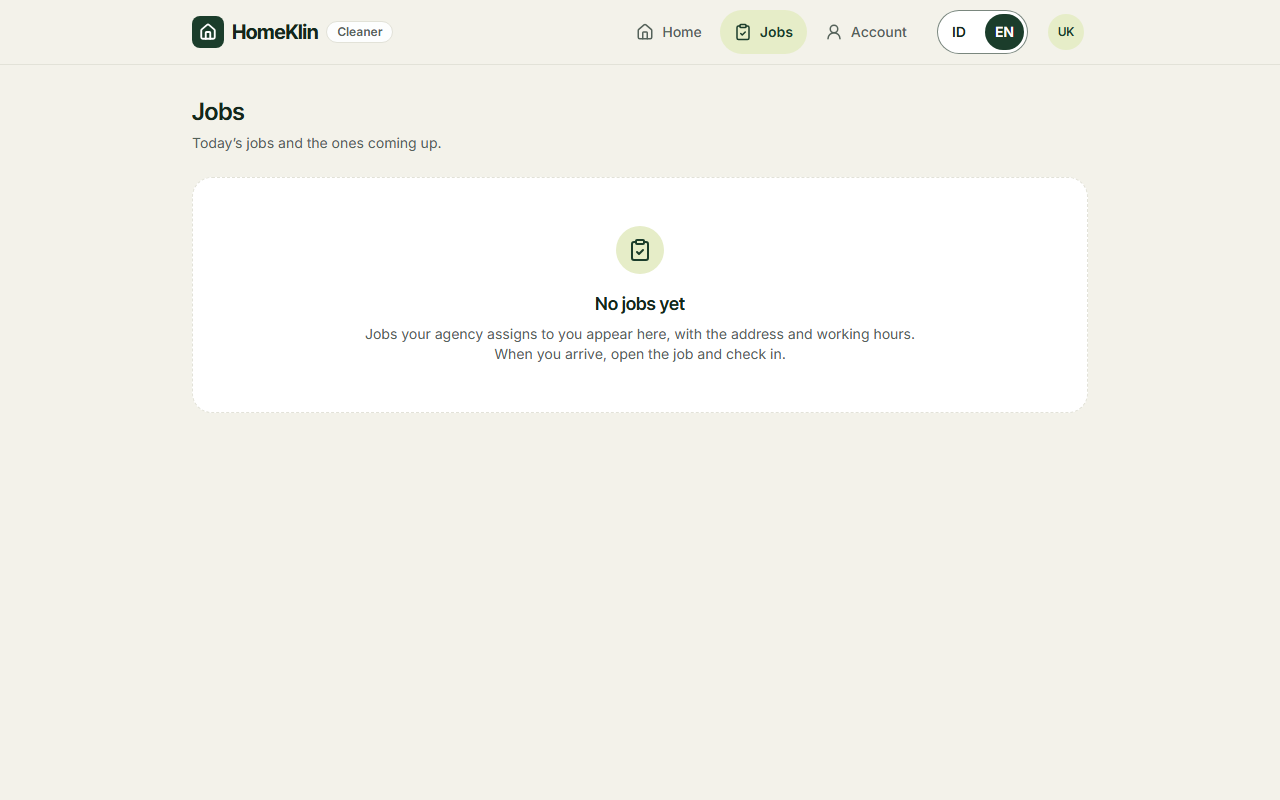 HomeKlin
Cleaner
Home
Jobs
Account
ID
EN
UK
Jobs
Today’s jobs and the ones coming up.
No jobs yet
Jobs your agency assigns to you appear here, with the address and working hours.
When you arrive, open the job and check in.